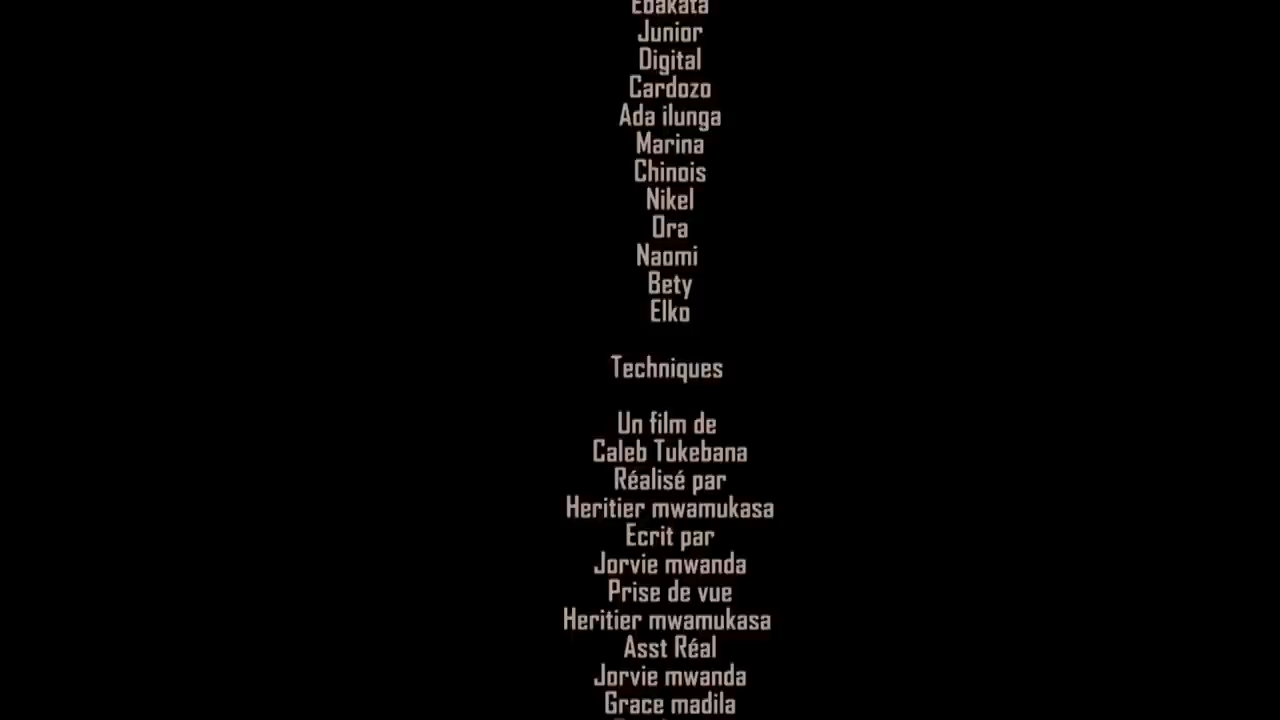 Ebakata
Junior
Digital
Cardozo
Ada ilunga
Marina
Chinois
Nikel
Ora
Naomi
Bety
Elko
Techniques
Un film de
Caleb Tukebana
Réalisé par
Heritier mwamukasa
Ecrit par
Jorvie mwanda
Prise de vue
Heritier mwamukasa
Asst Réal
Jorvie mwanda
Grace madila